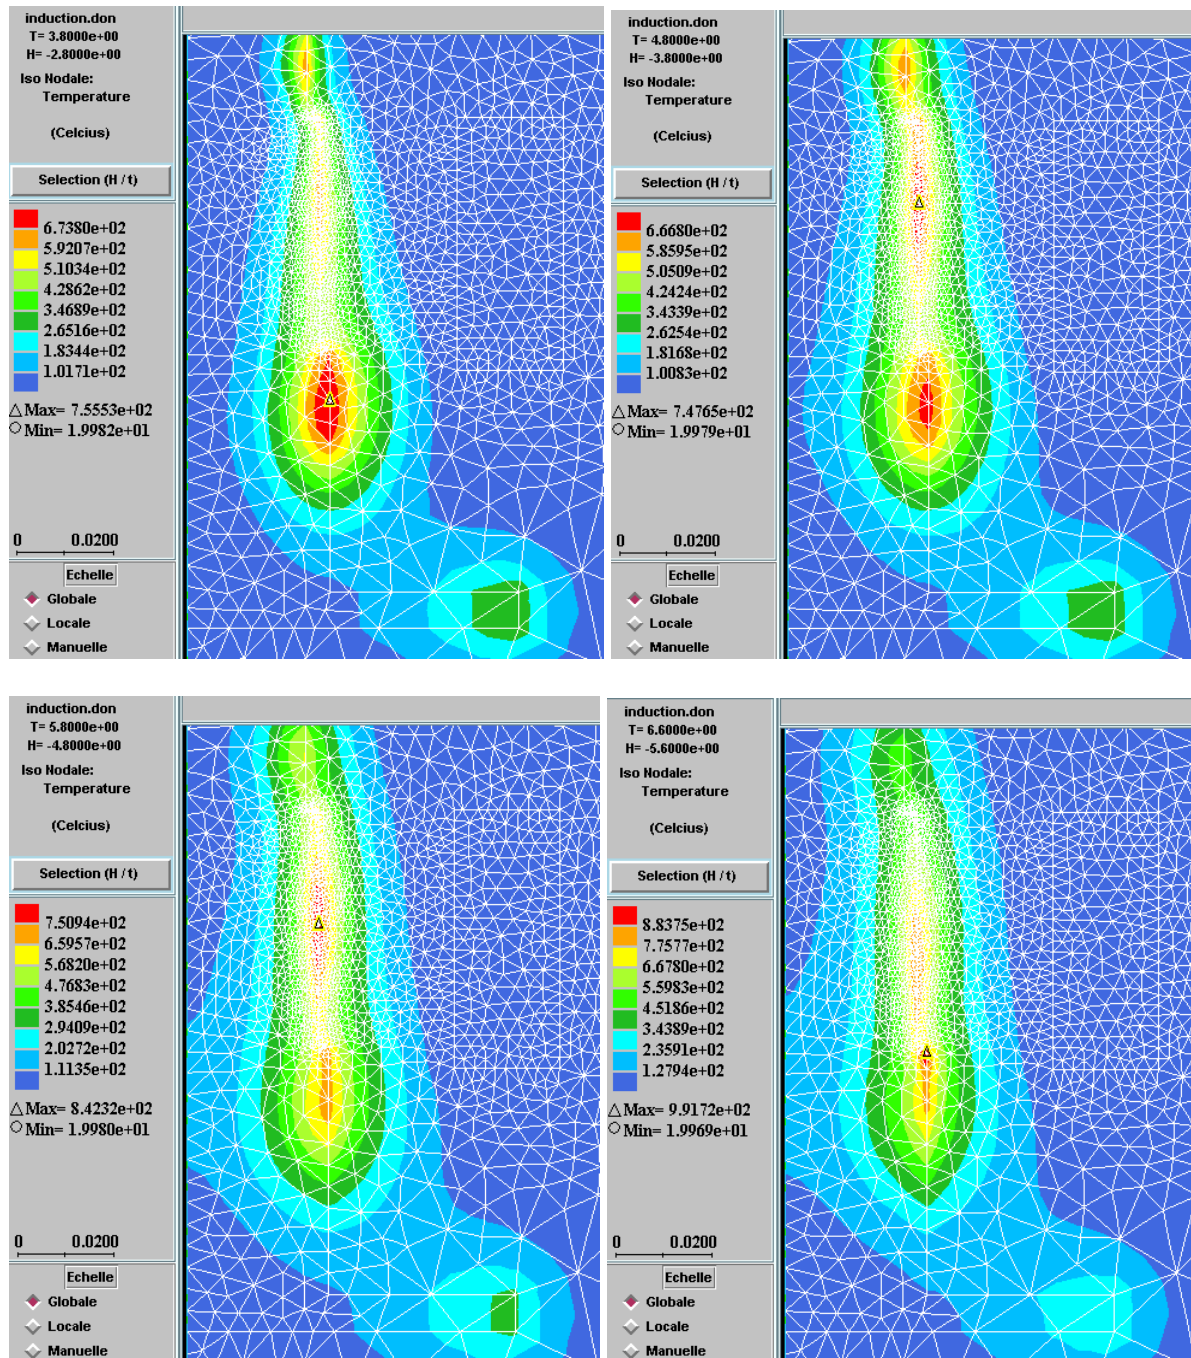 induction.don
T= 3.8000e+00
H= -2.8000e+00
Iso Nodale:
Temperature
(Celcius)
Selection (H / t)
6.7380e+02
5.9207e+02
5.1034e+02
4.2862e+02
3.4689e+02
2.6516e+02
1.8344e+02
1.0171e+02
Max= 7.5553e+02
Min= 1.9982e+01
0 0.0200
Echelle
Globale
Locale
Manuelle
induction.don
T= 4.8000e+00
H= -3.8000e+00
Iso Nodale:
Temperature
(Celcius)
Selection (H / t)
6.6680e+02
5.8595e+02
5.0509e+02
4.2424e+02
3.4339e+02
2.6254e+02
1.8168e+02
1.0083e+02
Max= 7.4765e+02
Min= 1.9979e+01
0 0.0200
Echelle
Globale
Locale
Manuelle
induction.don
T= 5.8000e+00
H= -4.8000e+00
Iso Nodale:
Temperature
(Celcius)
Selection (H / t)
7.5094e+02
6.5957e+02
5.6820e+02
4.7683e+02
3.8546e+02
2.9409e+02
2.0272e+02
1.1135e+02
Max= 8.4232e+02
Min= 1.9980e+01
0 0.0200
Echelle
Globale
Locale
Manuelle
induction.don
T= 6.6000e+00
H= -5.6000e+00
Iso Nodale:
Temperature
(Celcius)
Selection (H / t)
8.8375e+02
7.7577e+02
6.6780e+02
5.5983e+02
4.5186e+02
3.4389e+02
2.3591e+02
1.2794e+02
Max= 9.9172e+02
Min= 1.9969e+01
0 0.0200
Echelle
Globale
Locale
Manuelle